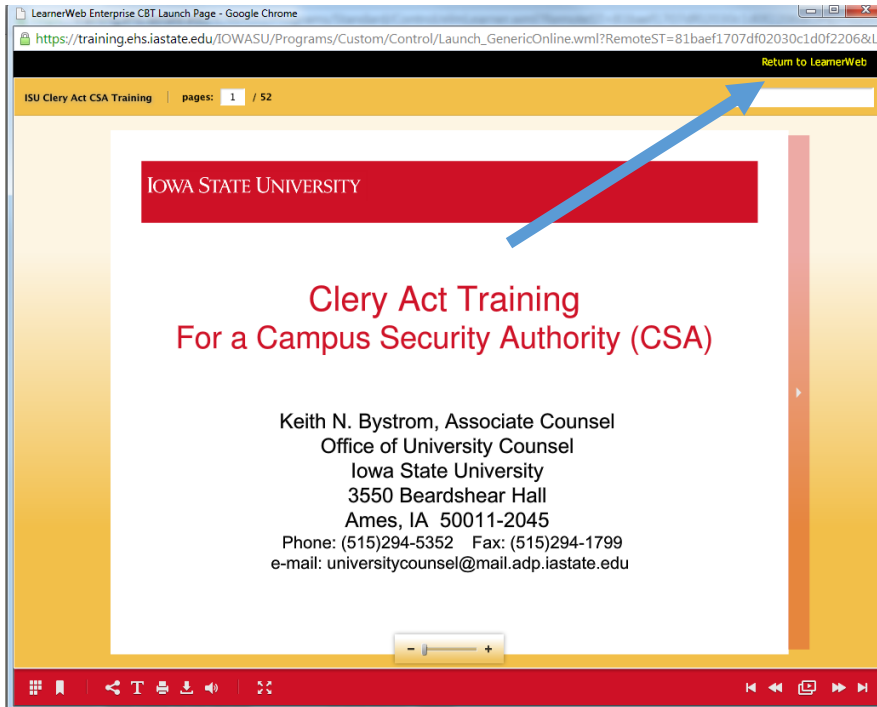 LearnerWeb Enterprise CBT Launch Page - Google Chrome
https://training.ehs.iastate.edu/IOWASU/Programs/Custom/Control/Launch_GenericOnline.wml?RemoteST=81baef1707df02030c1d0f2206&L
Return to LearnerWeb
ISU Clery Act CSA Training pages: 1 / 52
IOWA STATE UNIVERSITY
Clery Act Training
For a Campus Security Authority (CSA)
Keith N. Bystrom, Associate Counsel
Office of University Counsel
Iowa State University
3550 Beardshear Hall
Ames, IA 50011-2045
Phone: (515)294-5352 Fax: (515)294-1799
e-mail: universitycounsel@mail.adp.iastate.edu